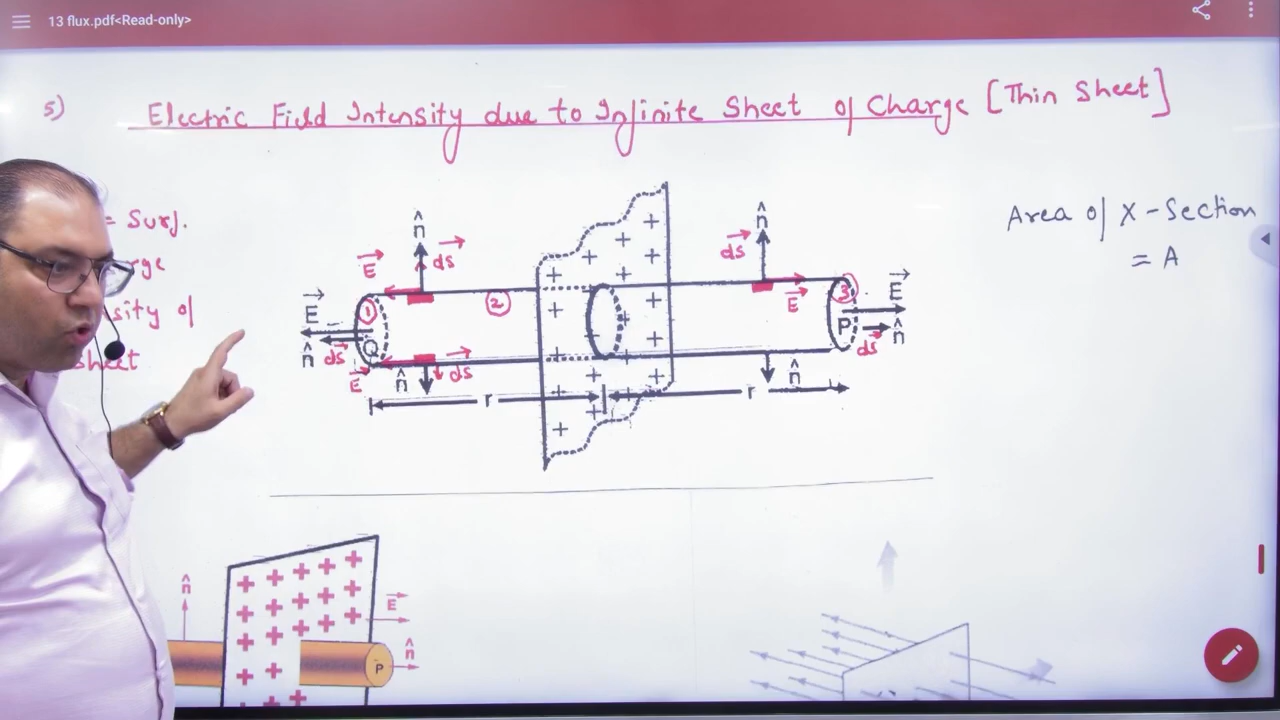 13 flux.pdf<Read-only>
5) Electric Field Intensity due to Infinite Sheet of Charge [Thin Sheet]
= Surf.
sity of
sheet
Area of X-Section
= A
n̂ ds→
E→
① ②
E→
n̂ ds→ Q
E→ n̂ ds→
r
n̂
ds→
E→
③ E→
P n̂
ds→
n̂
r
n̂
E→
n̂
P